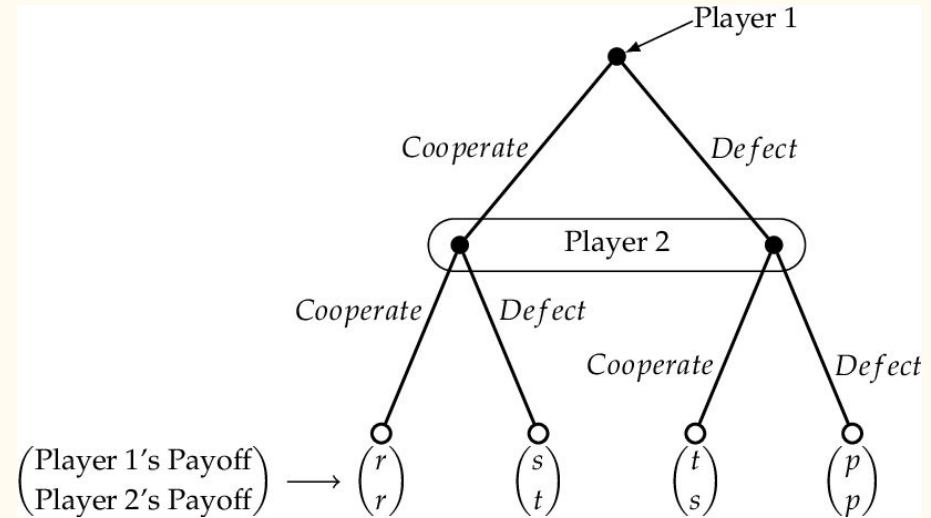 Player 1
Cooperate
Defect
Player 2
Cooperate
Defect
Cooperate
Defect
(Player 1's Payoff) ⟶ (r) (s) (t) (p)
(Player 2's Payoff) (r) (t) (s) (p)